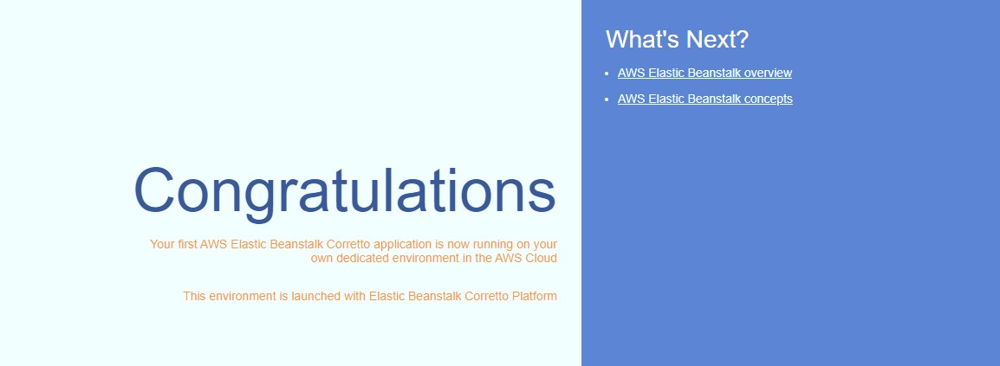 Congratulations
Your first AWS Elastic Beanstalk Corretto application is now running on your
own dedicated environment in the AWS Cloud
This environment is launched with Elastic Beanstalk Corretto Platform
What's Next?
AWS Elastic Beanstalk overview
AWS Elastic Beanstalk concepts